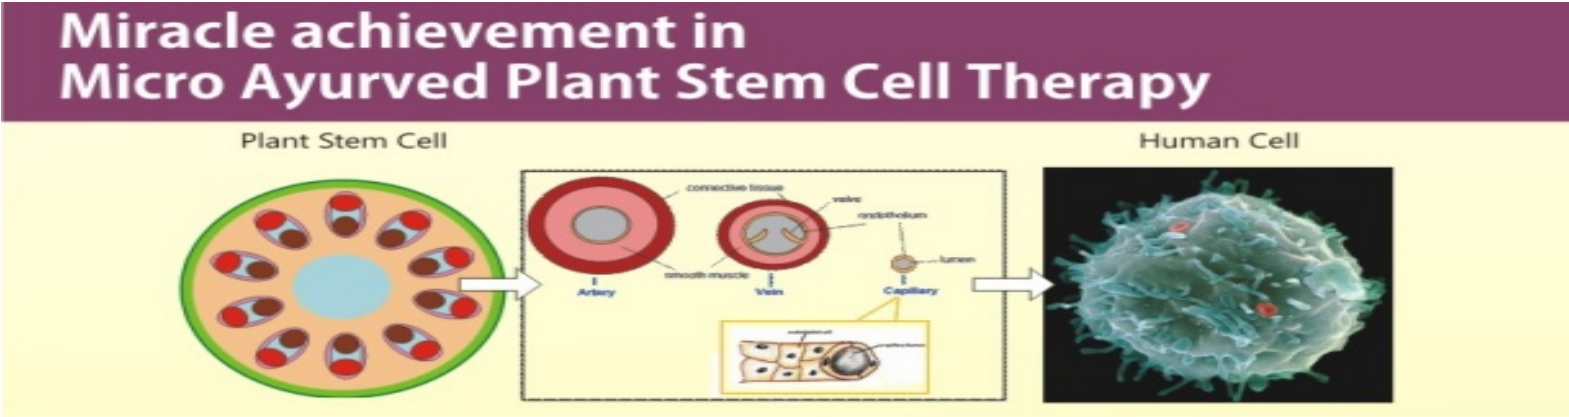 Miracle achievement in
Micro Ayurved Plant Stem Cell Therapy
Plant Stem Cell
Human Cell
connective tissue
valve
endothelium
lumen
smooth muscle
Artery
Vein
Capillary